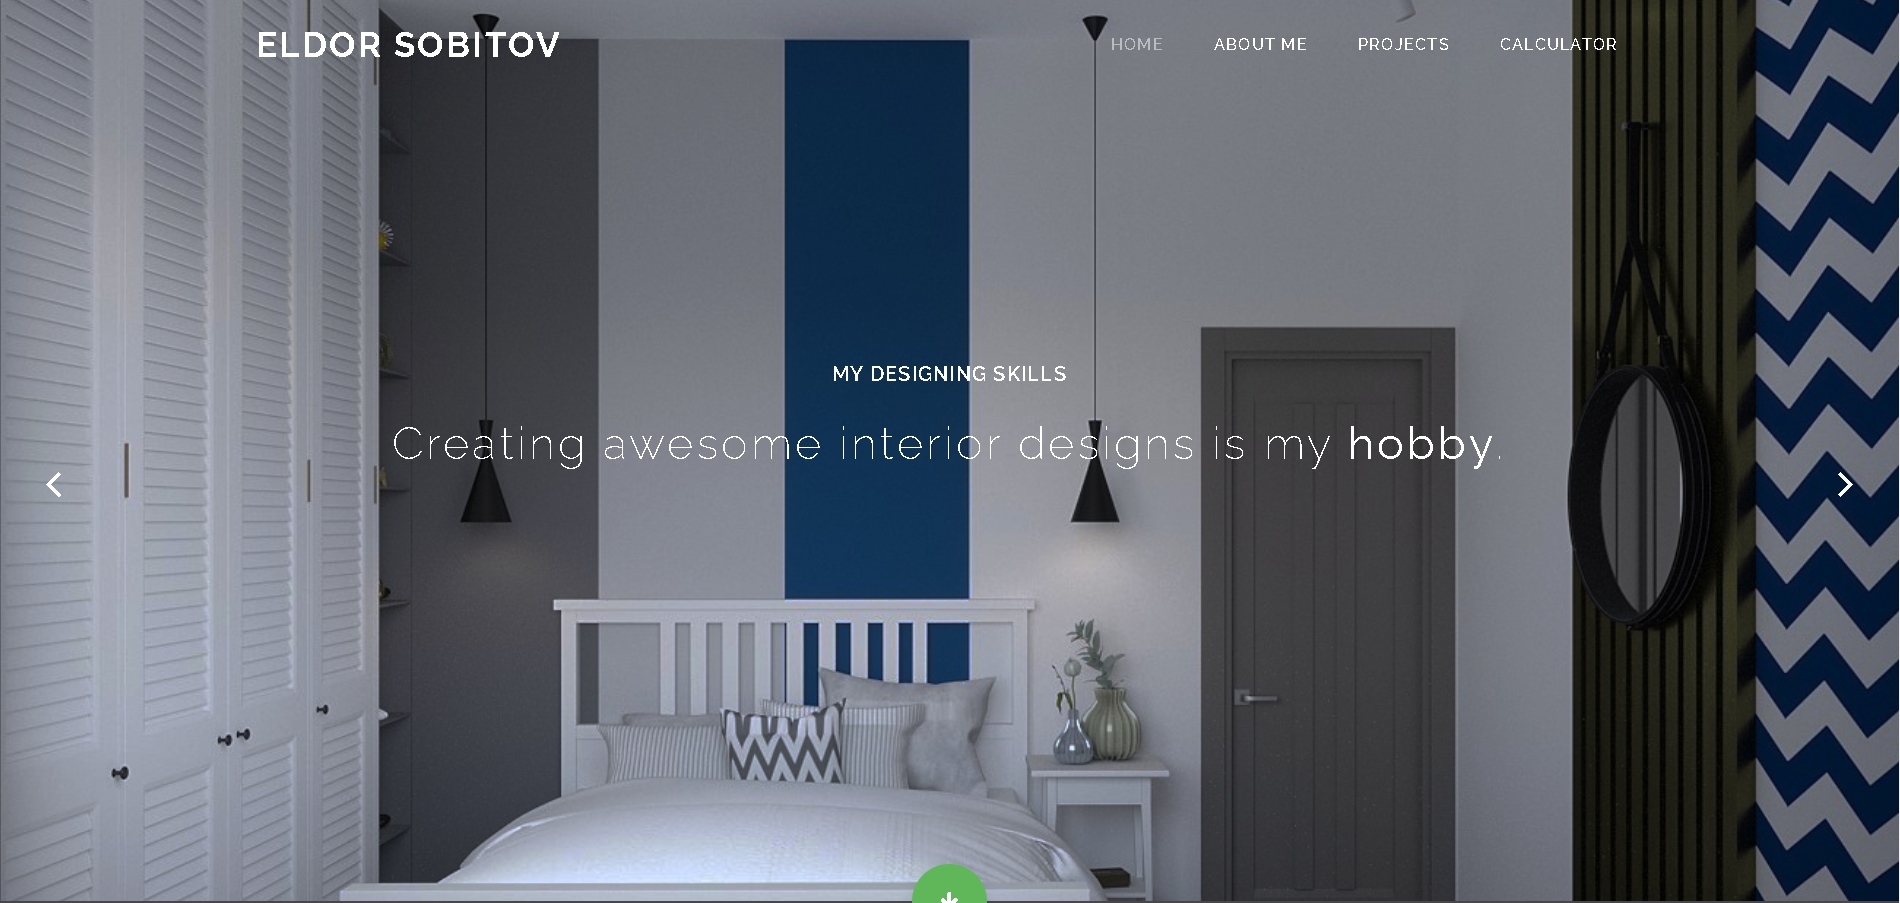 ELDOR SOBITOV
HOME ABOUT ME PROJECTS CALCULATOR
MY DESIGNING SKILLS
Creating awesome interior designs is my hobby.